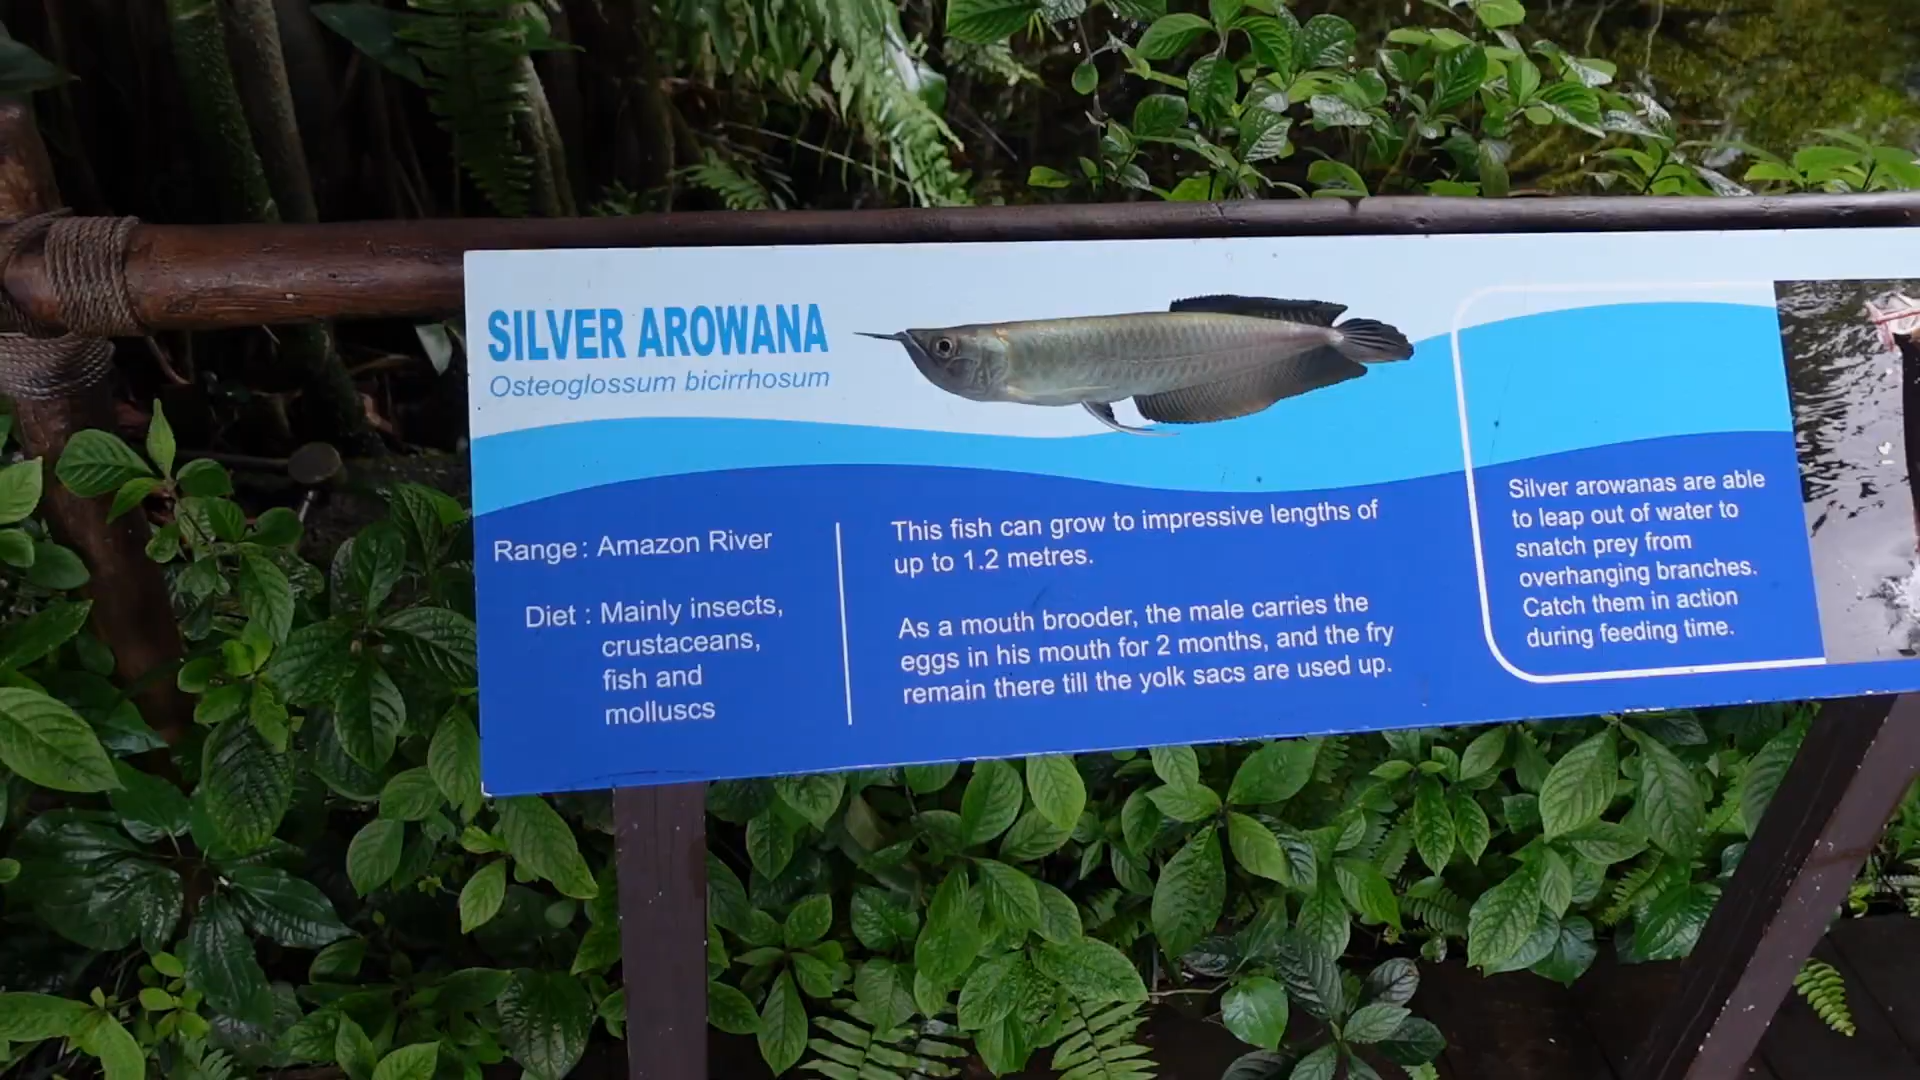 SILVER AROWANA
Osteoglossum bicirrhosum
Range: Amazon River
Diet : Mainly insects,
crustaceans,
fish and
molluscs
This fish can grow to impressive lengths of
up to 1.2 metres.
As a mouth brooder, the male carries the
eggs in his mouth for 2 months, and the fry
remain there till the yolk sacs are used up.
Silver arowanas are able
to leap out of water to
snatch prey from
overhanging branches.
Catch them in action
during feeding time.